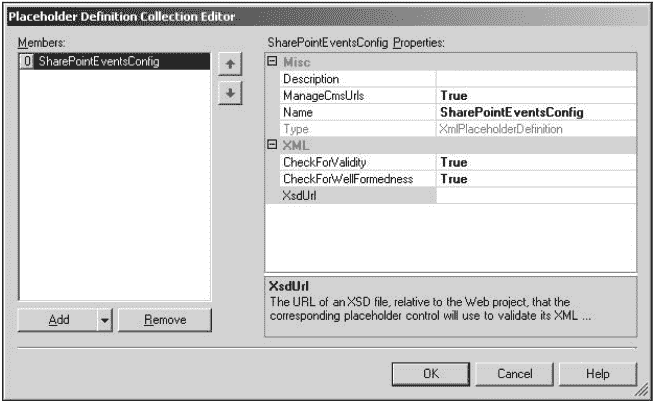 Placeholder Definition Collection Editor
Members:
SharePointEventsConfig Properties:
0 SharePointEventsConfig
Misc
Description
ManageCmsUrls True
Name SharePointEventsConfig
Type XmlPlaceholderDefinition
XML
CheckForValidity True
CheckForWellFormedness True
XsdUrl
XsdUrl
The URL of an XSD file, relative to the Web project, that the
corresponding placeholder control will use to validate its XML ...
Add Remove
OK Cancel Help